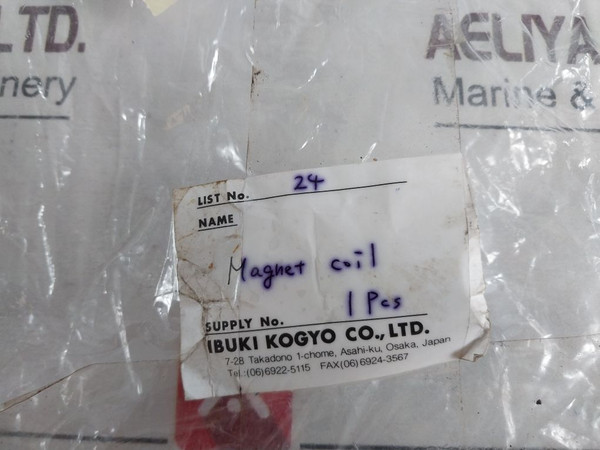 LTD.
AELIYA
nery
Marine &
LIST No. 24
NAME
Magnet coil
1 Pcs
SUPPLY No.
IBUKI KOGYO CO., LTD.
7-28 Takadono 1-chome, Asahi-ku, Osaka, Japan
Tel.:(06)6922-5115 FAX(06)6924-3567